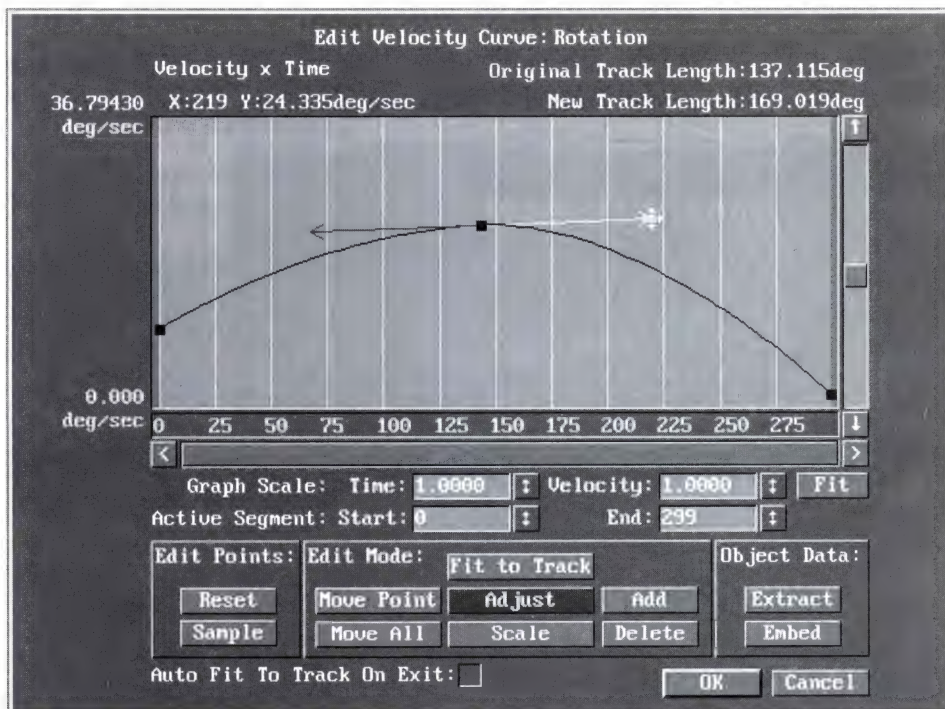 Edit Velocity Curve:Rotation
Velocity x Time
Original Track Length:137.115deg
36.79430
deg/sec
X:219 Y:24.335deg/sec
New Track Length:169.019deg
0.000
deg/sec
0 25 50 75 100 125 150 175 200 225 250 275
Graph Scale: Time: 1.0000 Velocity: 1.0000 Fit
Active Segment: Start: 0 End: 299
Edit Points: Edit Mode: Fit to Track Object Data:
Reset Move Point Adjust Add Extract
Sample Move All Scale Delete Embed
Auto Fit To Track On Exit:
OK Cancel